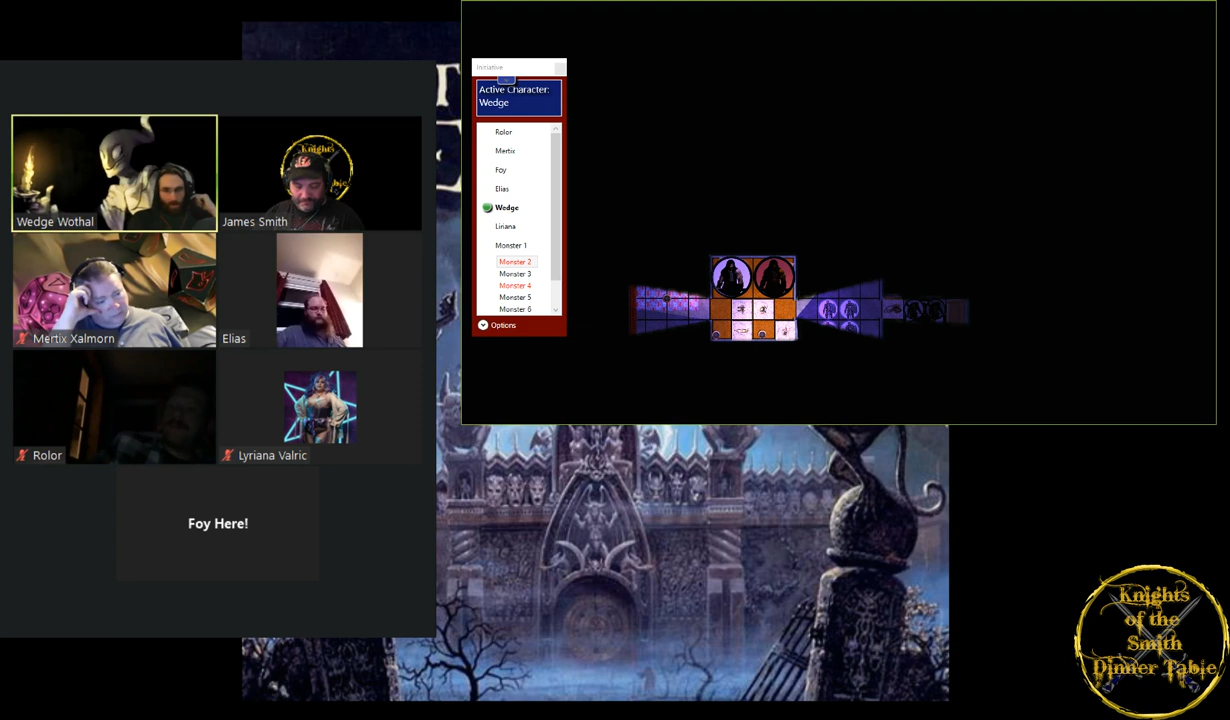 Initiative
Active Character:
Wedge
Rolor
Mertix
Foy
Elias
Wedge
Liriana
Monster 1
Monster 2
Monster 3
Monster 4
Monster 5
Monster 6
Options
Wedge Wothal
James Smith
Mertix Xalmorn
Elias
Rolor
Lyriana Valric
Foy Here!
Knights
of the
Smith
Dinner Table